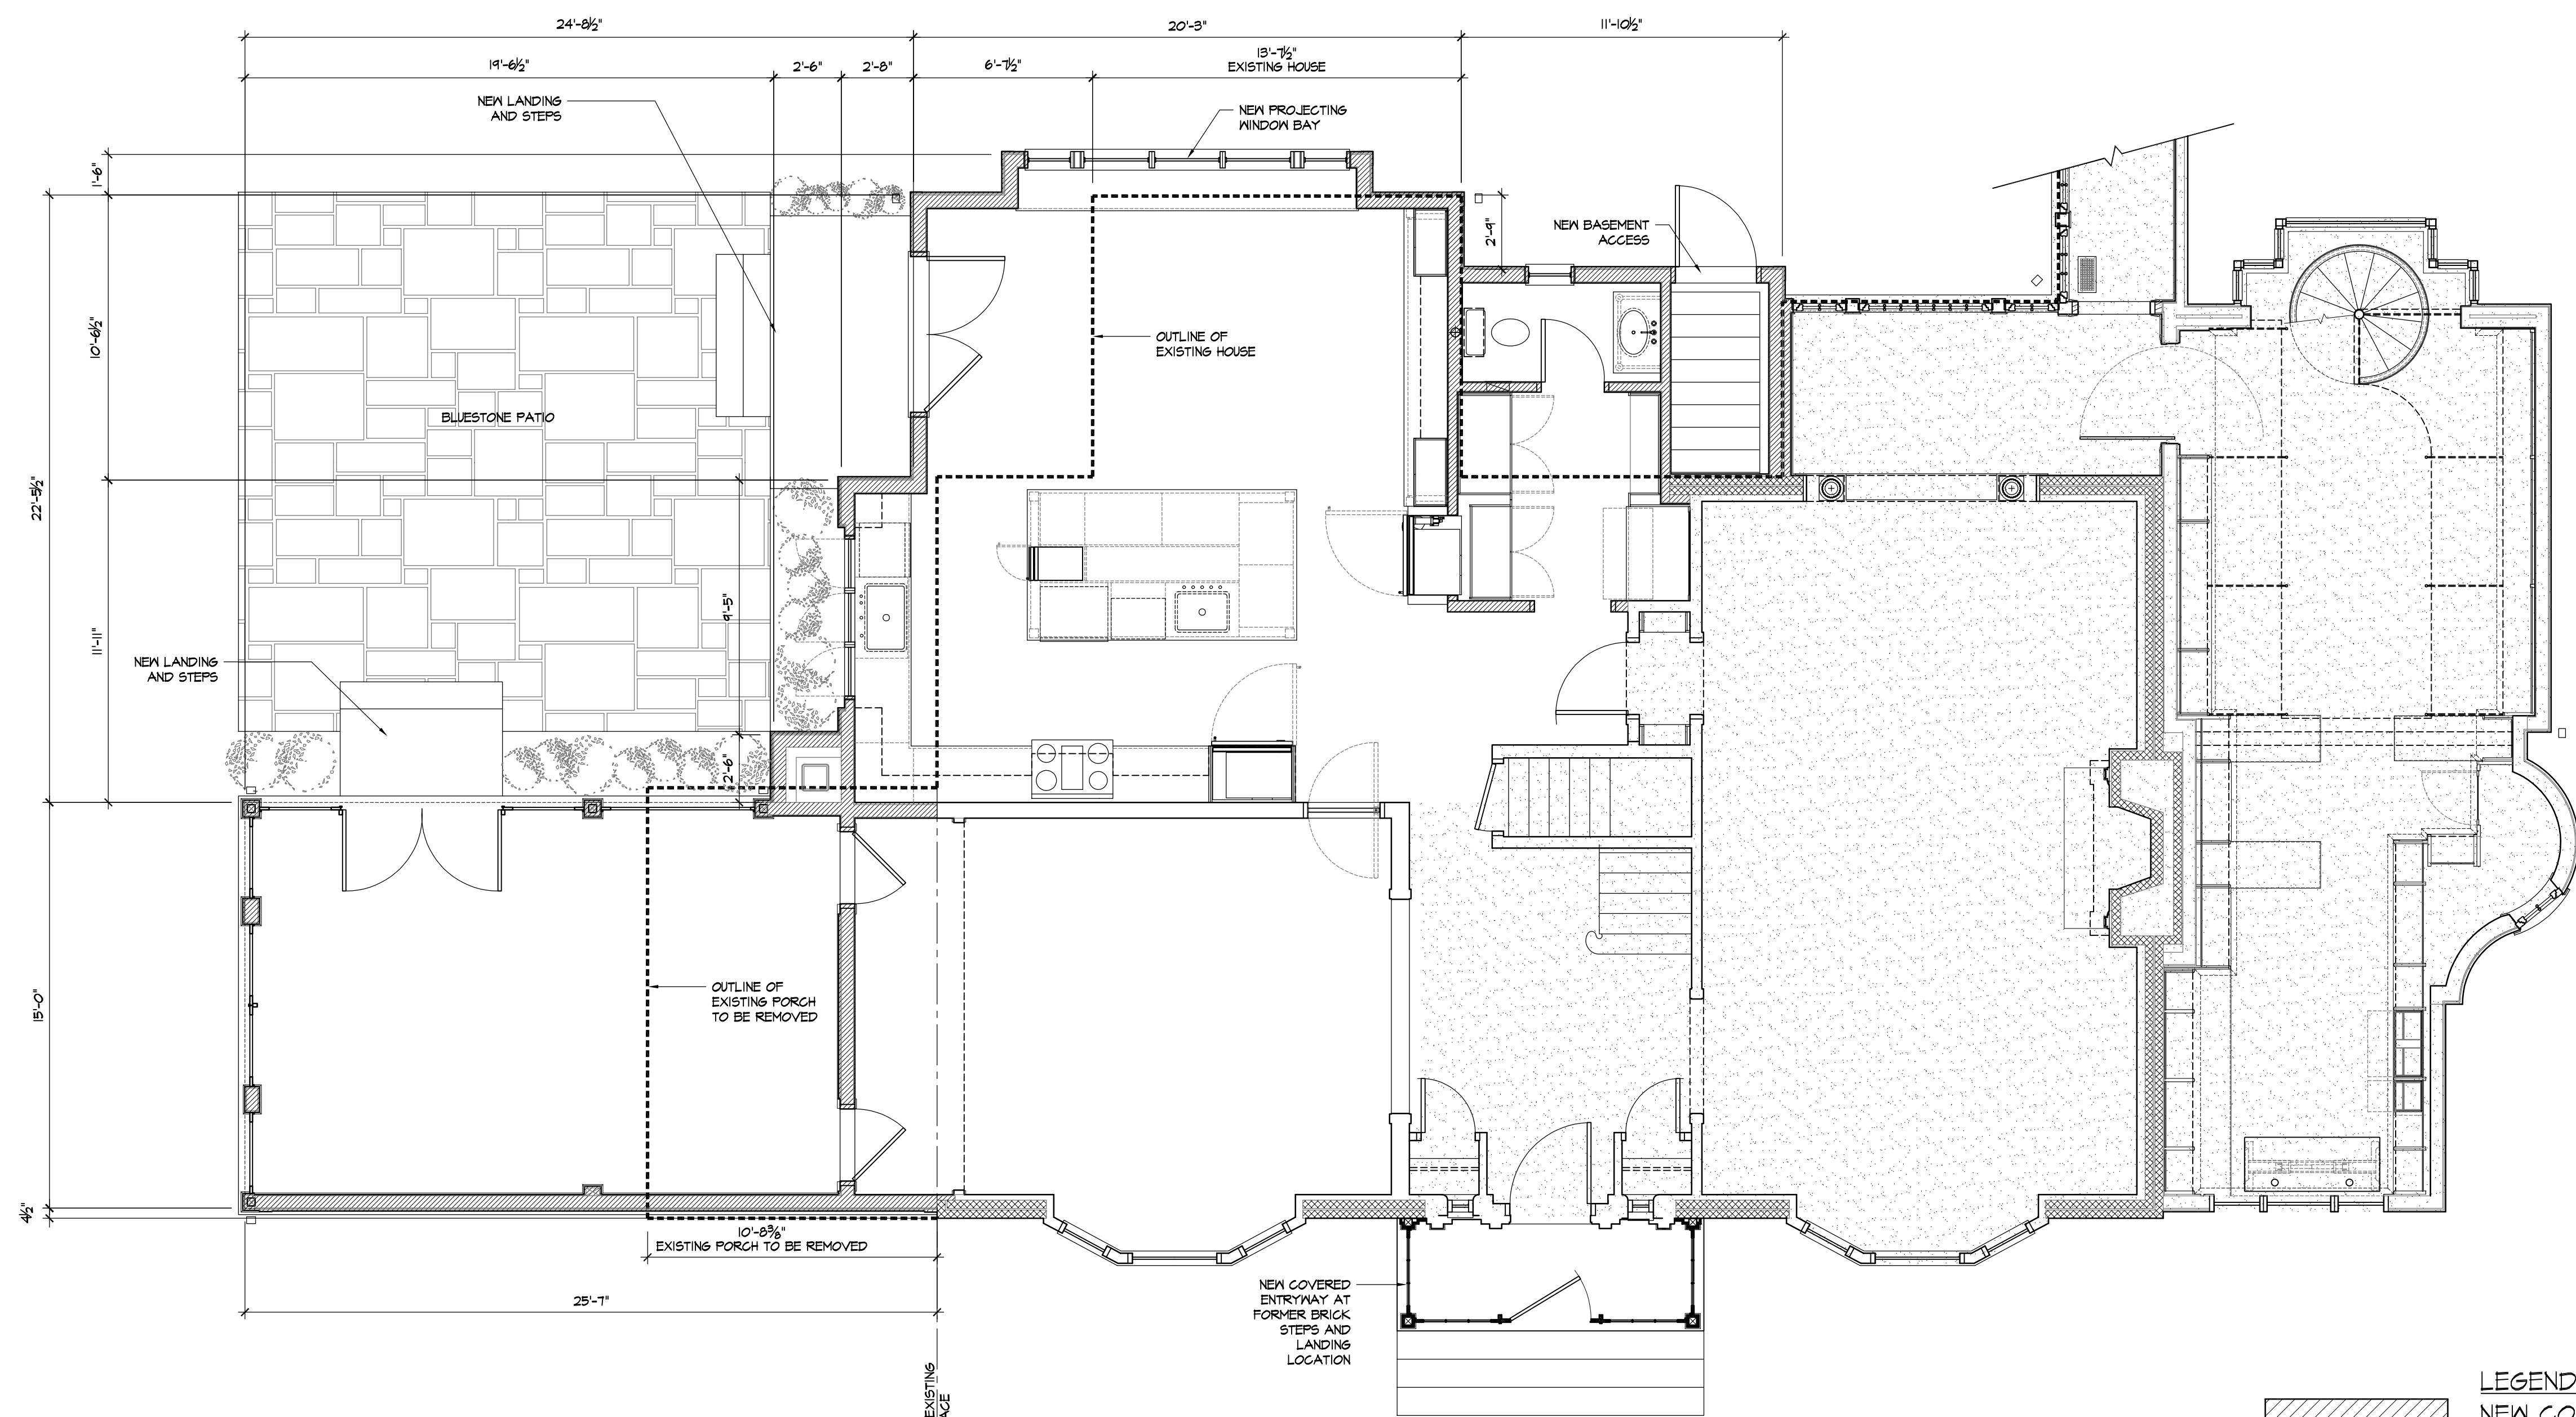 24'-8½"
20'-3"
11'-10½"
19'-6½"
2'-6"
2'-8"
6'-7½"
13'-7½"
EXISTING HOUSE
NEW LANDING
AND STEPS
NEW PROJECTING
WINDOW BAY
1'-6"
2'-9"
NEW BASEMENT
ACCESS
10'-6½"
OUTLINE OF
EXISTING HOUSE
BLUESTONE PATIO
22'-5½"
11'-11"
9'-5"
NEW LANDING
AND STEPS
2'-6"
15'-0"
OUTLINE OF
EXISTING PORCH
TO BE REMOVED
4½"
10'-8⅜"
EXISTING PORCH TO BE REMOVED
25'-7"
NEW COVERED
ENTRYWAY AT
FORMER BRICK
STEPS AND
LANDING
LOCATION
EXISTING
ACE
LEGEND
NEW CO